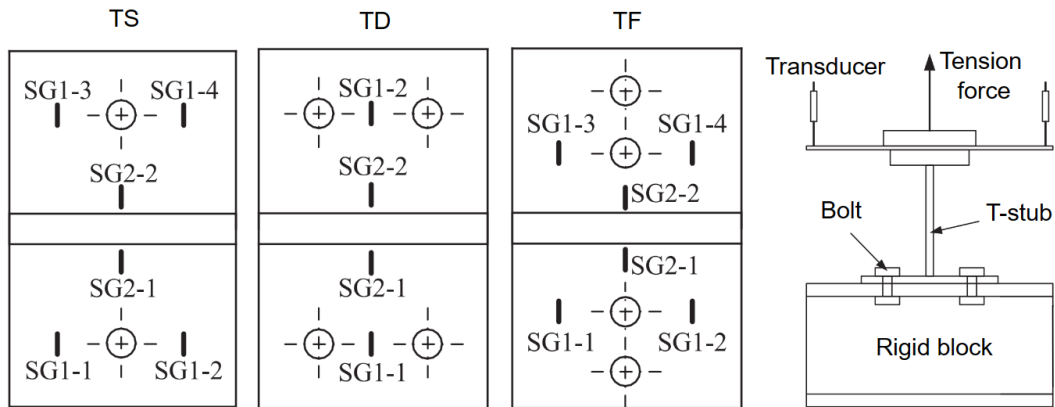 TS
SG1-3
SG1-4
SG2-2
SG2-1
SG1-1
SG1-2
TD
SG1-2
SG2-2
SG2-1
SG1-1
TF
SG1-3
SG1-4
SG2-2
SG2-1
SG1-1
SG1-2
Transducer
Tension
force
Bolt
T-stub
Rigid block